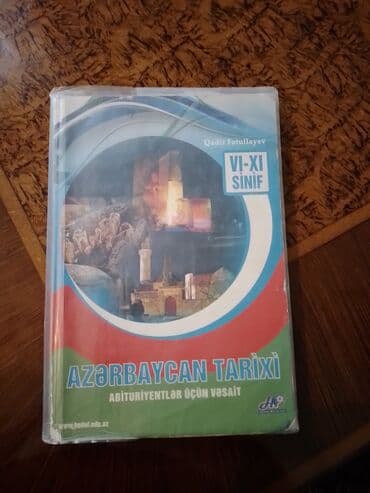 Qədir Fətullayev
VI-XI
SİNİF
AZƏRBAYCAN TARİXİ
ABİTURİYENTLƏR ÜÇÜN VƏSAİT
www.hedef.edu.az